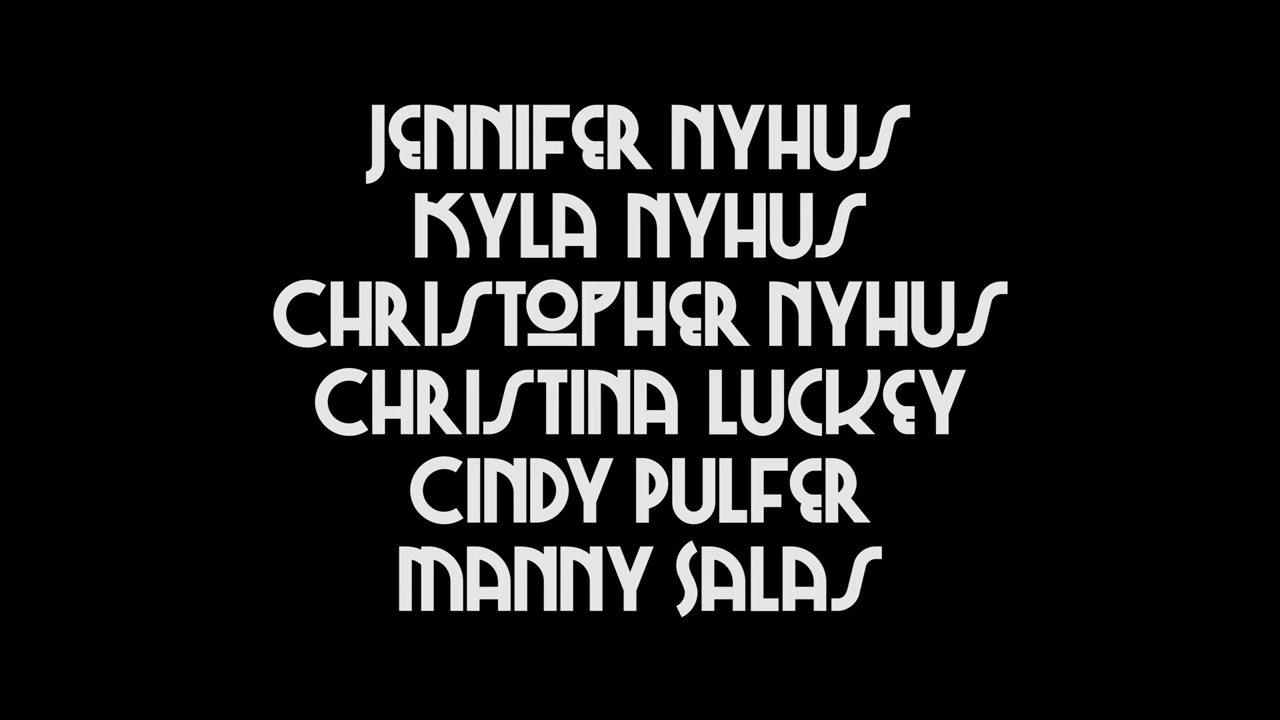 JENNIFER NYHUS
KYLA NYHUS
CHRISTOPHER NYHUS
CHRISTINA LUCKEY
CINDY PULFER
MANNY SALAS